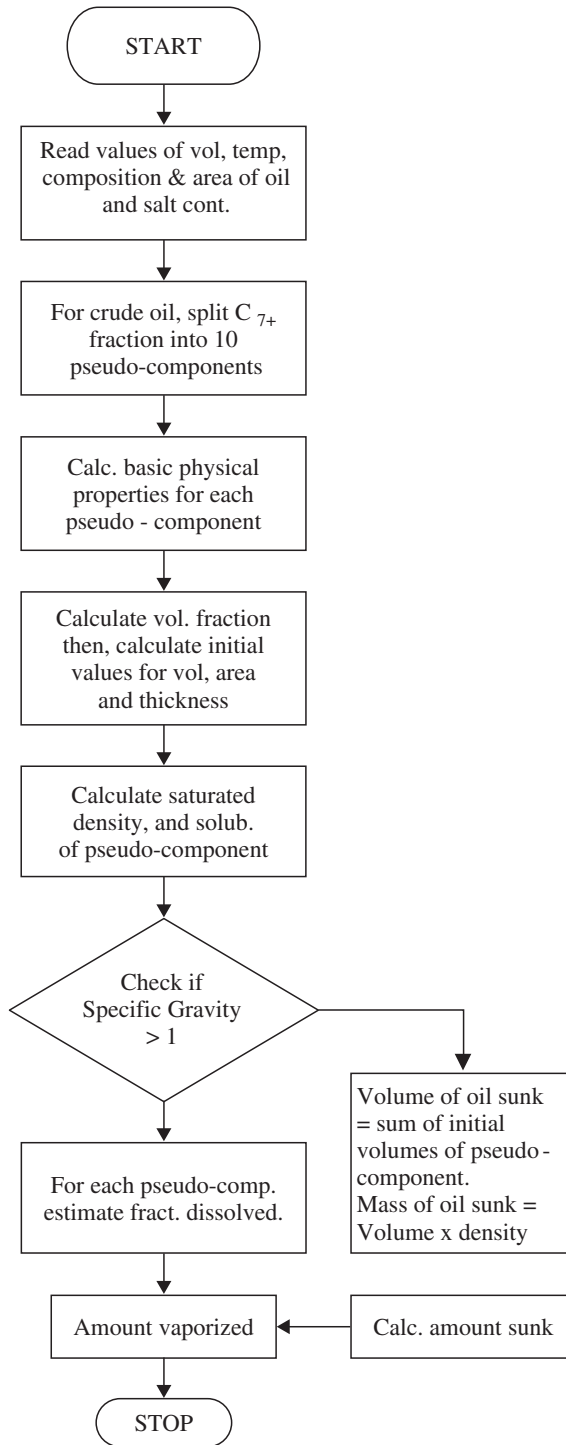 START
Read values of vol, temp,
composition & area of oil
and salt cont.
For crude oil, split C 7+
fraction into 10
pseudo-components
Calc. basic physical
properties for each
pseudo - component
Calculate vol. fraction
then, calculate initial
values for vol, area
and thickness
Calculate saturated
density, and solub.
of pseudo-component
Check if
Specific Gravity
> 1
Volume of oil sunk
= sum of initial
volumes of pseudo-
component.
Mass of oil sunk =
Volume x density
For each pseudo-comp.
estimate fract. dissolved.
Amount vaporized
Calc. amount sunk
STOP